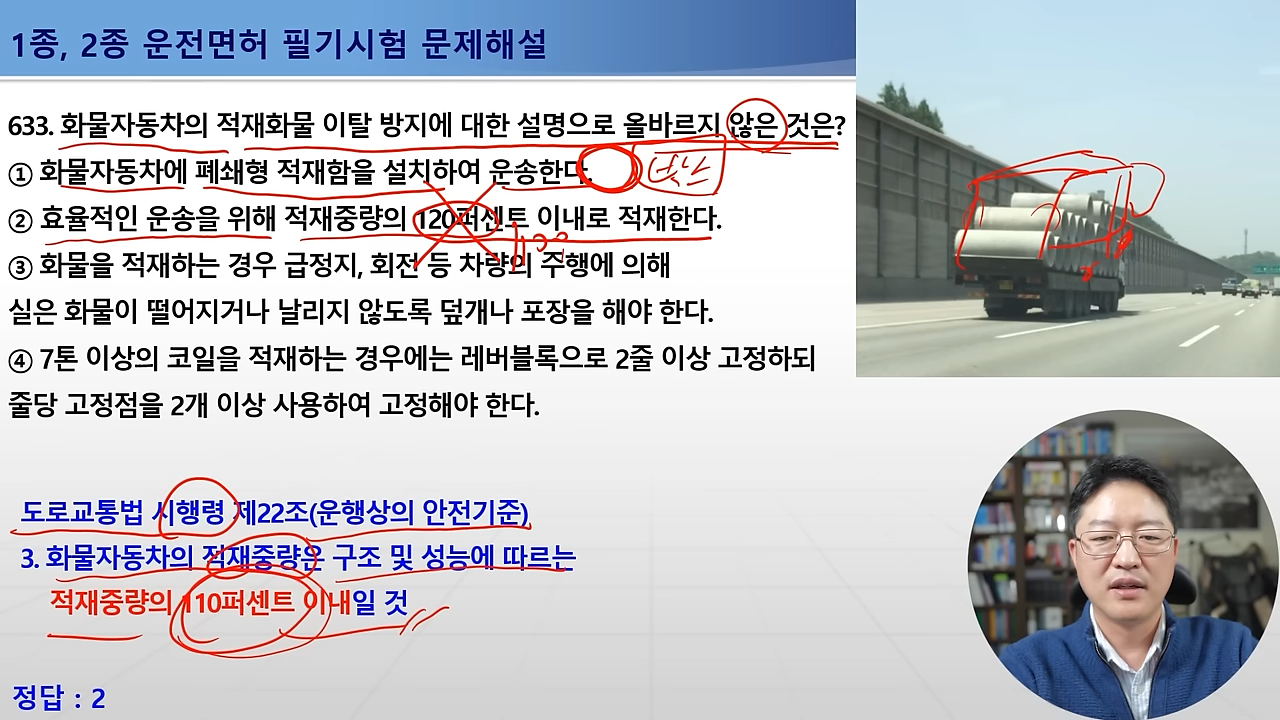 1종, 2종 운전면허 필기시험 문제해설
633. 화물자동차의 적재화물 이탈 방지에 대한 설명으로 올바르지 않은 것은?
① 화물자동차에 폐쇄형 적재함을 설치하여 운송한다.
② 효율적인 운송을 위해 적재중량의 120퍼센트 이내로 적재한다.
③ 화물을 적재하는 경우 급정지, 회전 등 차량의 주행에 의해
실은 화물이 떨어지거나 날리지 않도록 덮개나 포장을 해야 한다.
④ 7톤 이상의 코일을 적재하는 경우에는 레버블록으로 2줄 이상 고정하되
줄당 고정점을 2개 이상 사용하여 고정해야 한다.
도로교통법 시행령 제22조(운행상의 안전기준)
3. 화물자동차의 적재중량은 구조 및 성능에 따르는
적재중량의 110퍼센트 이내일 것
정답 : 2